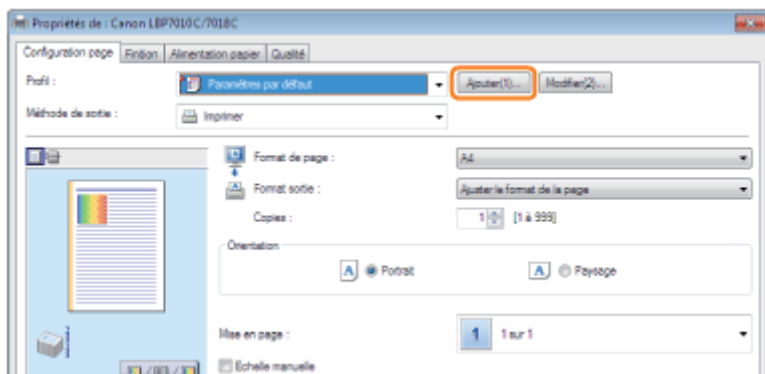 Propriétés de : Canon LBP7010C/7018C
Configuration page Finition Alimentation papier Qualité
Profil : Paramètres par défaut Ajouter(1)... Modifier(2)...
Méthode de sortie : Imprimer
Format de page : A4
Format sortie : Ajuster le format de la page
Copies : 1 [1 à 999]
Orientation
A Portrait A Paysage
Mise en page : 1 1 sur 1
Echelle manuelle